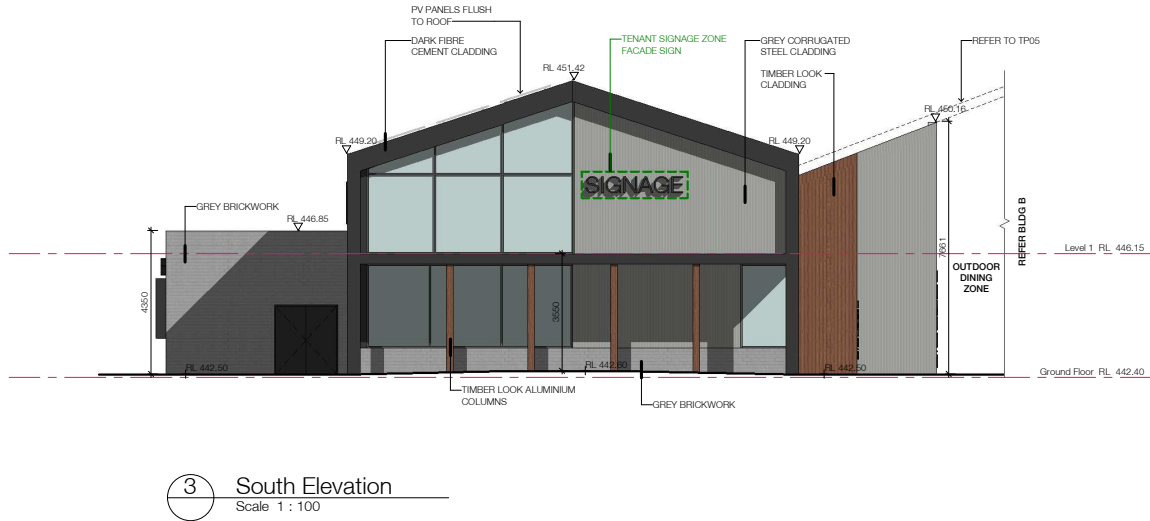 PV PANELS FLUSH
TO ROOF
DARK FIBRE
CEMENT CLADDING
TENANT SIGNAGE ZONE
FACADE SIGN
GREY CORRUGATED
STEEL CLADDING
REFER TO TP05
TIMBER LOOK
CLADDING
RL 451.42
RL 450.16
RL 449.20
RL 449.20
SIGNAGE
GREY BRICKWORK
RL 446.85
REFER BLDG B
Level 1 RL 446.15
7661
OUTDOOR
DINING
ZONE
4350
3550
RL 442.50
RL 442.60
RL 442.50
Ground Floor RL 442.40
TIMBER LOOK ALUMINIUM
COLUMNS
GREY BRICKWORK
3
South Elevation
Scale 1 : 100